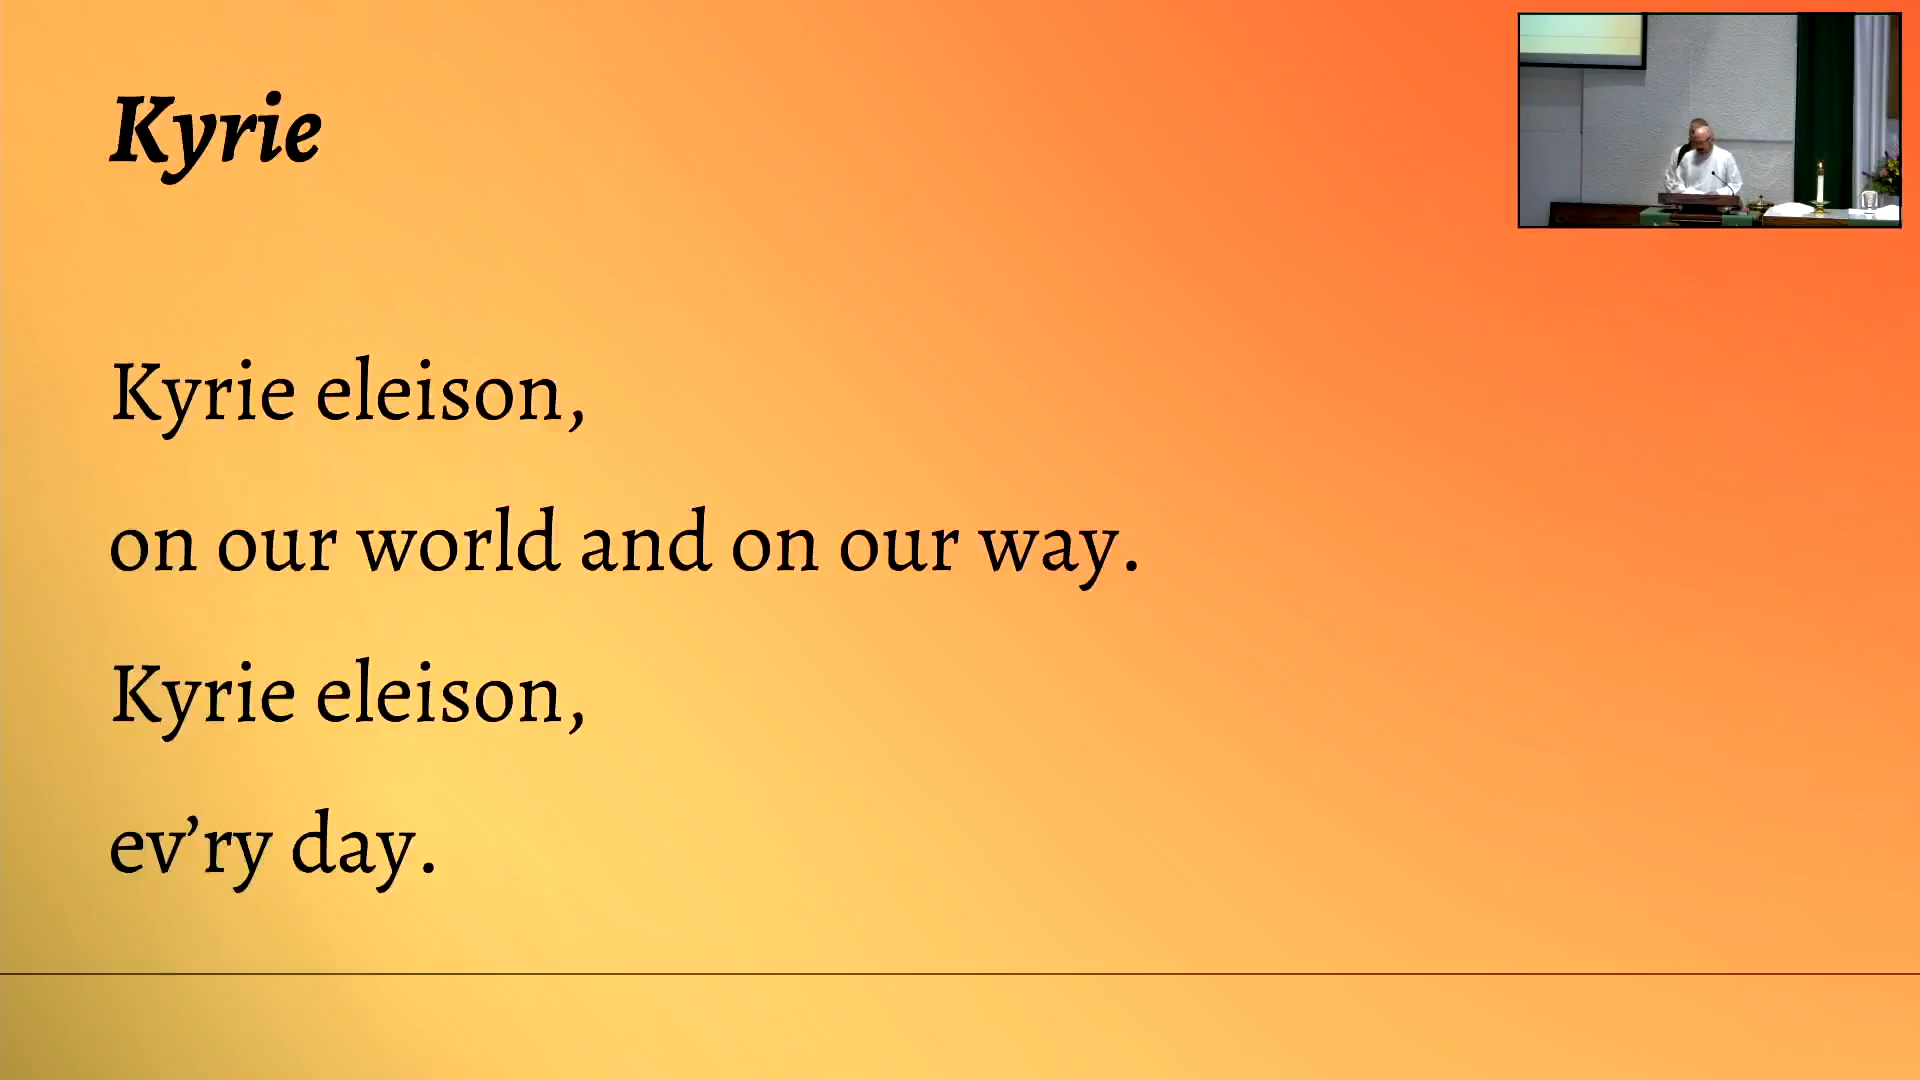 Kyrie
Kyrie eleison,
on our world and on our way.
Kyrie eleison,
ev’ry day.